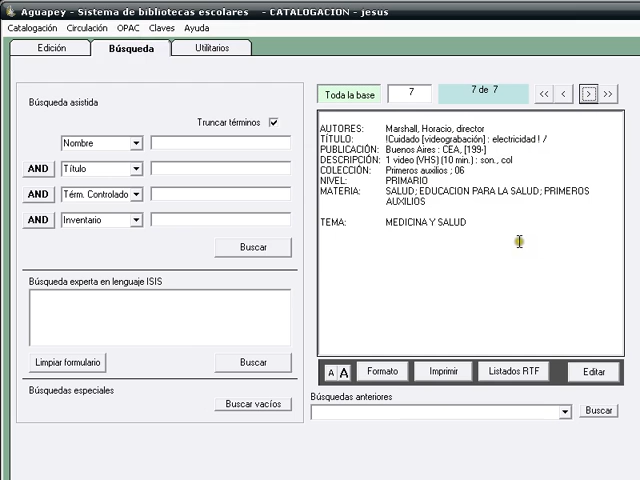 Aguapey - Sistema de bibliotecas escolares - CATALOGACION - jesus
Catalogación Circulación OPAC Claves Ayuda
Edición Búsqueda Utilitarios
Búsqueda asistida
Truncar términos
Nombre
AND Título
AND Térm. Controlado
AND Inventario
Buscar
Búsqueda experta en lenguaje ISIS
Limpiar formulario Buscar
Búsquedas especiales
Buscar vacíos
Toda la base 7 7 de 7 << < > >>
AUTORES: Marshall, Horacio, director
TÍTULO: !Cuidado [videograbación] : electricidad ! /
PUBLICACIÓN: Buenos Aires : CEA, [199-]
DESCRIPCIÓN: 1 video (VHS) (10 min.) : son., col
COLECCIÓN: Primeros auxilios ; 06
NIVEL: PRIMARIO
MATERIA: SALUD; EDUCACION PARA LA SALUD; PRIMEROS
AUXILIOS
TEMA: MEDICINA Y SALUD
A A Formato Imprimir Listados RTF Editar
Búsquedas anteriores
Buscar